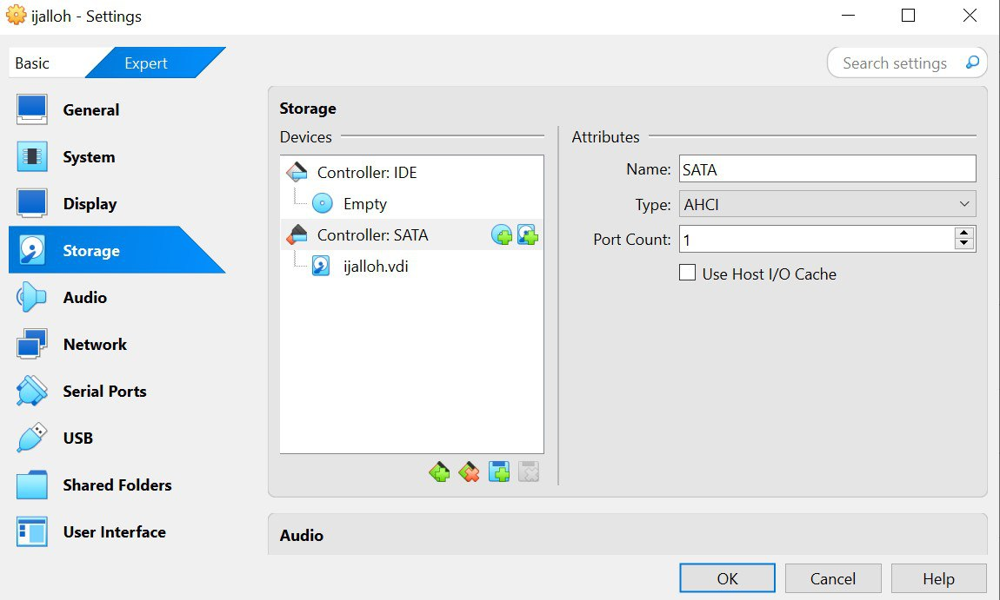 ijalloh - Settings
Basic
Expert
Search settings
General
System
Display
Storage
Audio
Network
Serial Ports
USB
Shared Folders
User Interface
Storage
Devices
Controller: IDE
Empty
Controller: SATA
ijalloh.vdi
Attributes
Name: SATA
Type: AHCI
Port Count: 1
Use Host I/O Cache
Audio
OK
Cancel
Help